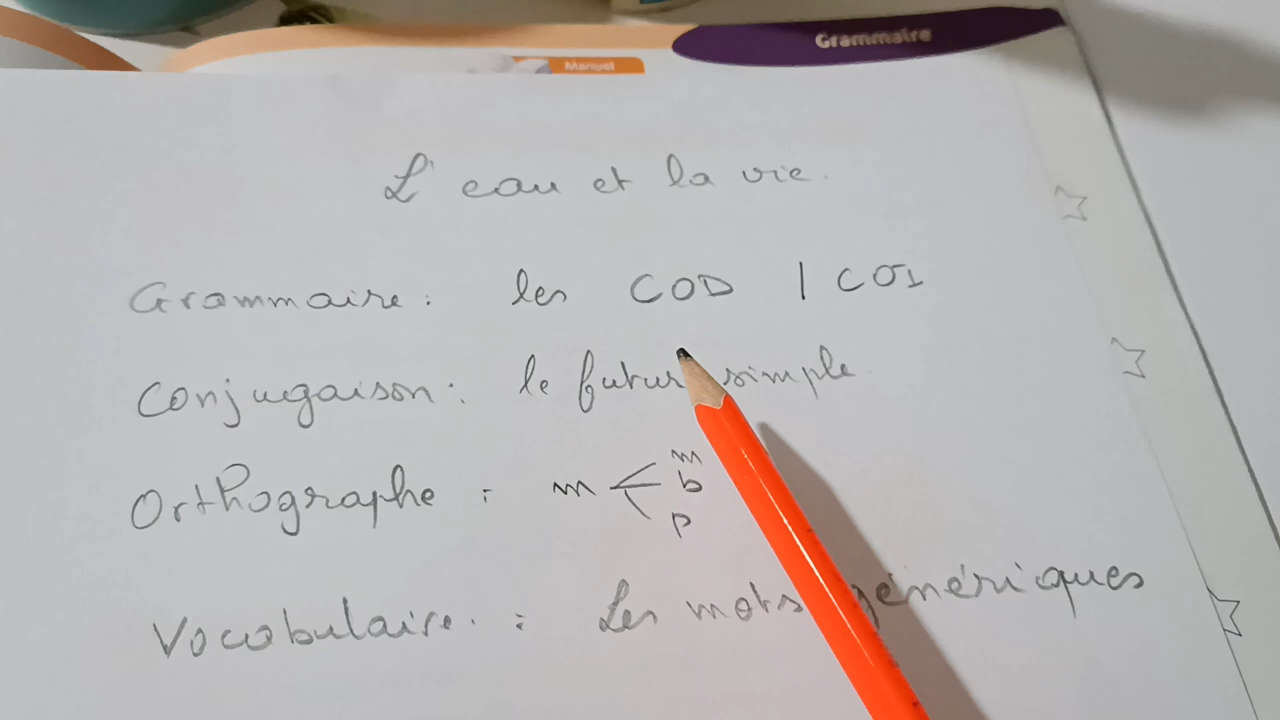 Grammaire
Manuel
L'eau et la vie.
Grammaire : les COD / COI
Conjugaison : le futur simple.
Orthographe : m < m
b
p
Vocabulaire. : Les mots génériques